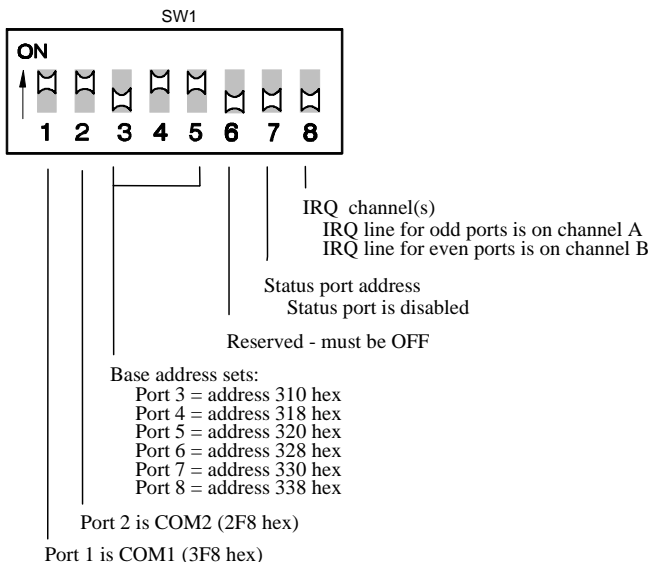 SW1
ON
1 2 3 4 5 6 7 8
IRQ channel(s)
IRQ line for odd ports is on channel A
IRQ line for even ports is on channel B
Status port address
Status port is disabled
Reserved - must be OFF
Base address sets:
Port 3 = address 310 hex
Port 4 = address 318 hex
Port 5 = address 320 hex
Port 6 = address 328 hex
Port 7 = address 330 hex
Port 8 = address 338 hex
Port 2 is COM2 (2F8 hex)
Port 1 is COM1 (3F8 hex)